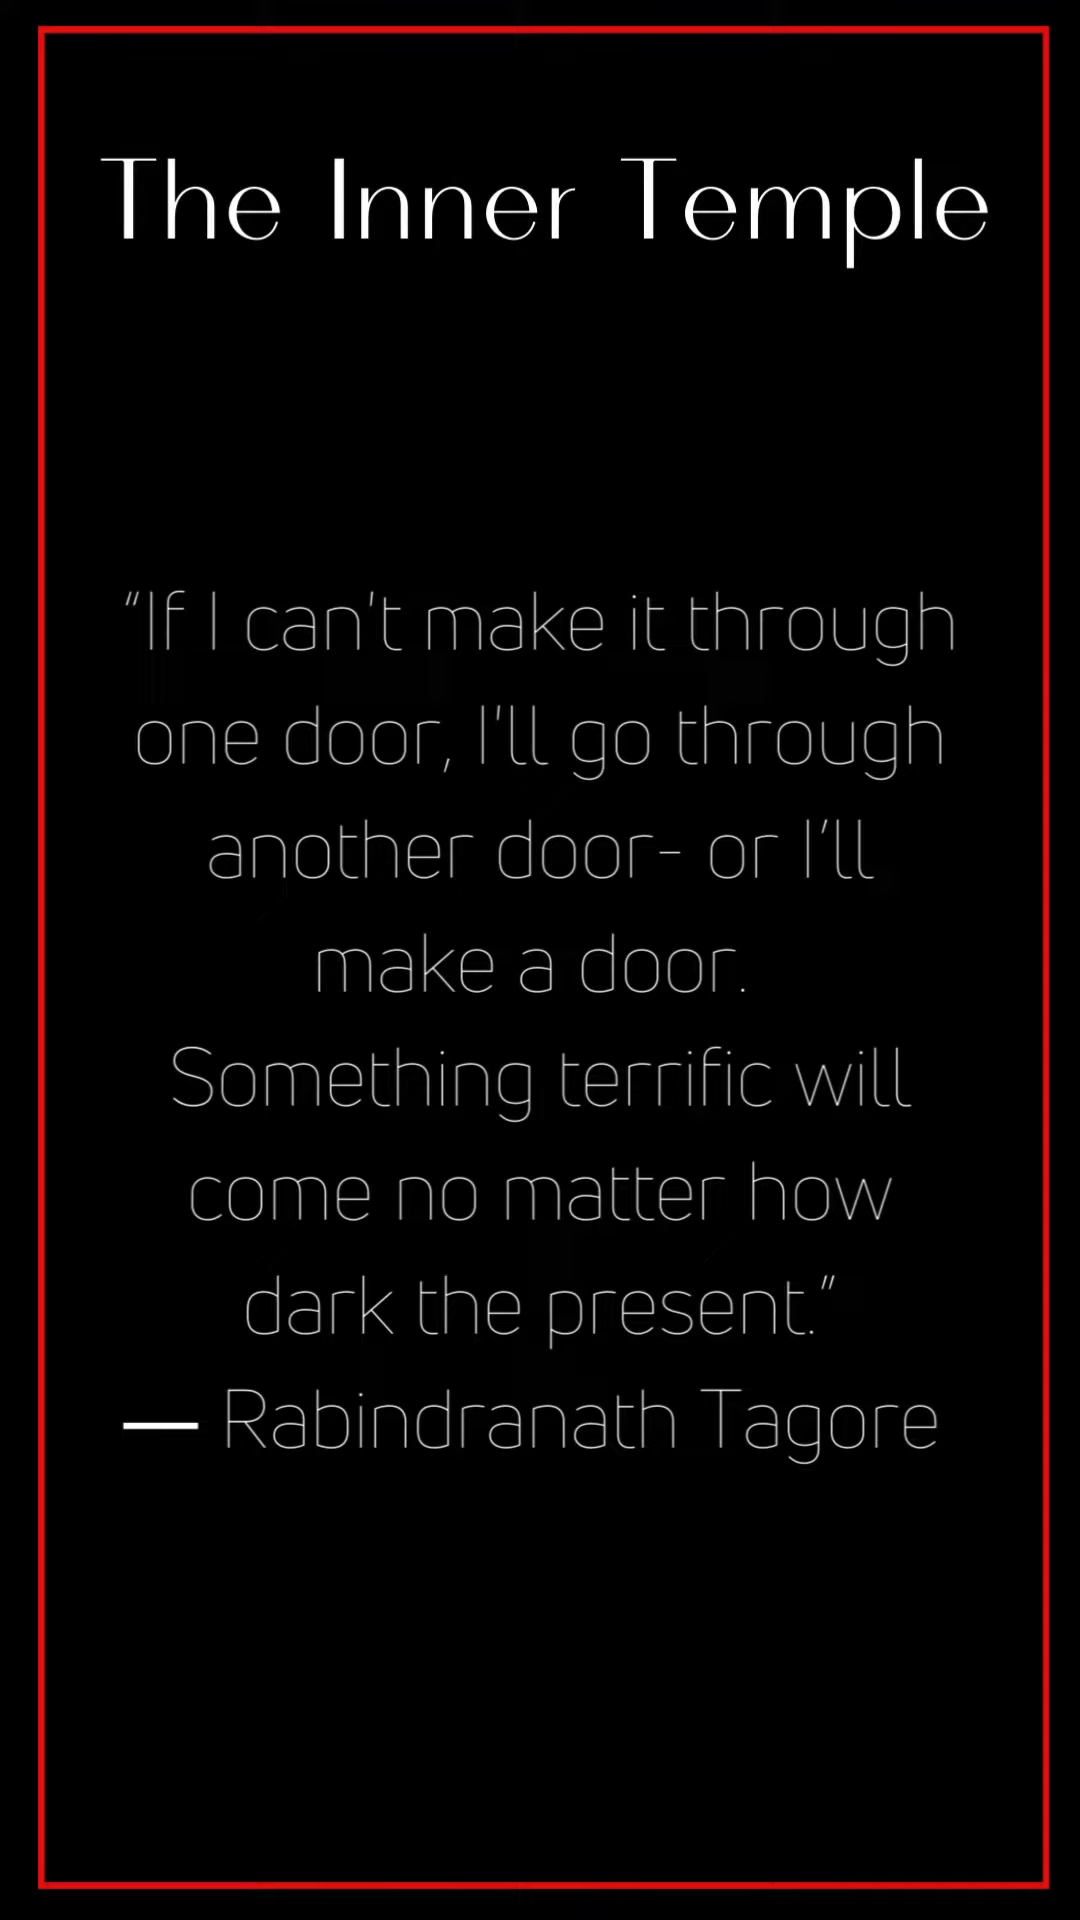 The Inner Temple
“If I can't make it through
one door, I'll go through
another door- or I’ll
make a door.
Something terrific will
come no matter how
dark the present.”
— Rabindranath Tagore